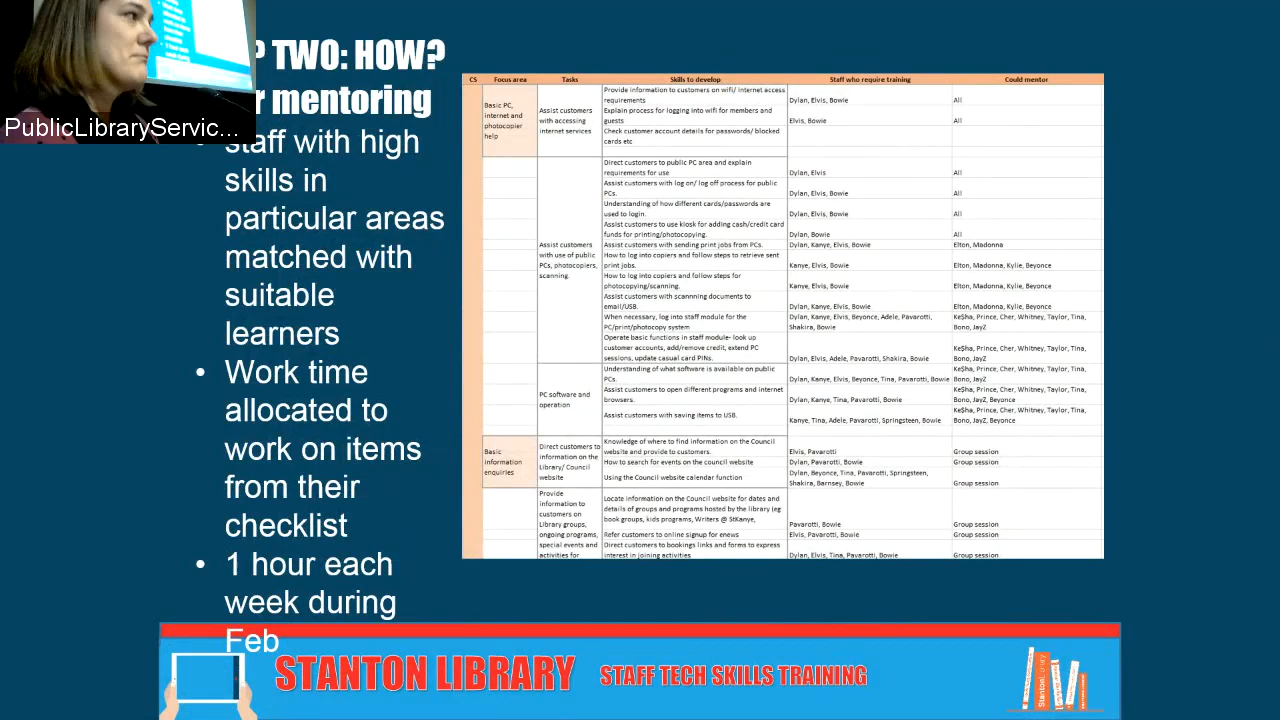 PublicLibraryServic...
P TWO: HOW?
r mentoring
• Staff with high
skills in
particular areas
matched with
suitable
learners
• Work time
allocated to
work on items
from their
checklist
• 1 hour each
week during
Feb
CS Focus area Tasks Skills to develop Staff who require training Could mentor
Basic PC,
internet and
photocopier
help
Assist customers
with accessing
internet services
Provide information to customers on wifi/ internet access
requirements
Dylan, Elvis, Bowie
All
Explain process for logging into wifi for members and
guests
Elvis, Bowie
All
Check customer account details for passwords/ blocked
cards etc
Assist customers
with use of public
PCs, photocopiers,
scanning.
Direct customers to public PC area and explain
requirements for use
Dylan, Elvis
All
Assist customers with log on/ log off process for public
PCs.
Dylan, Elvis, Bowie
All
Understanding of how different cards/passwords are
used to login.
Dylan, Elvis, Bowie
All
Assist customers to use kiosk for adding cash/credit card
funds for printing/photocopying.
Dylan, Bowie
All
Assist customers with sending print jobs from PCs.
Dylan, Kanye, Elvis, Bowie
Elton, Madonna
How to log into copiers and follow steps to retrieve sent
print jobs.
Kanye, Elvis, Bowie
Elton, Madonna, Kylie, Beyonce
How to log into copiers and follow steps for
photocopying/scanning.
Kanye, Elvis, Bowie
Elton, Madonna, Kylie, Beyonce
Assist customers with scannning documents to
email/USB.
Dylan, Kanye, Elvis, Bowie
Elton, Madonna, Kylie, Beyonce
When necessary, log into staff module for the
PC/print/photocopy system
Dylan, Kanye, Elvis, Beyonce, Adele, Pavarotti,
Shakira, Bowie
Ke$ha, Prince, Cher, Whitney, Taylor, Tina,
Bono, JayZ
Operate basic functions in staff module- look up
customer accounts, add/remove credit, extend PC
sessions, update casual card PINs.
Dylan, Elvis, Adele, Pavarotti, Shakira, Bowie
Ke$ha, Prince, Cher, Whitney, Taylor, Tina,
Bono, JayZ
PC software and
operation
Understanding of what software is available on public
PCs.
Dylan, Kanye, Elvis, Beyonce, Tina, Pavarotti, Bowie
Ke$ha, Prince, Cher, Whitney, Taylor, Tina,
Bono, JayZ
Assist customers to open different programs and internet
browsers.
Dylan, Kanye, Tina, Pavarotti, Bowie
Ke$ha, Prince, Cher, Whitney, Taylor, Tina,
Bono, JayZ, Beyonce
Assist customers with saving items to USB.
Kanye, Tina, Adele, Pavarotti, Springsteen, Bowie
Ke$ha, Prince, Cher, Whitney, Taylor, Tina,
Bono, JayZ, Beyonce
Basic
information
enquiries
Direct customers to
information on the
Library/ Council
website
Knowledge of where to find information on the Council
website and provide to customers.
Elvis, Pavarotti
Group session
How to search for events on the council website
Dylan, Pavarotti, Bowie
Group session
Using the Council website calendar function
Dylan, Beyonce, Tina, Pavarotti, Springsteen,
Shakira, Barnsey, Bowie
Group session
Provide
information to
customers on
Library groups,
ongoing programs,
special events and
activities for
Locate information on the Council website for dates and
details of groups and programs hosted by the library (eg
book groups, kids programs, Writers @ StKanye,
Pavarotti, Bowie
Group session
Refer customers to online signup for enews
Elvis, Pavarotti, Bowie
Group session
Direct customers to bookings links and forms to express
interest in joining activities
Dylan, Elvis, Tina, Pavarotti, Bowie
Group session
STANTON LIBRARY STAFF TECH SKILLS TRAINING
Stanton